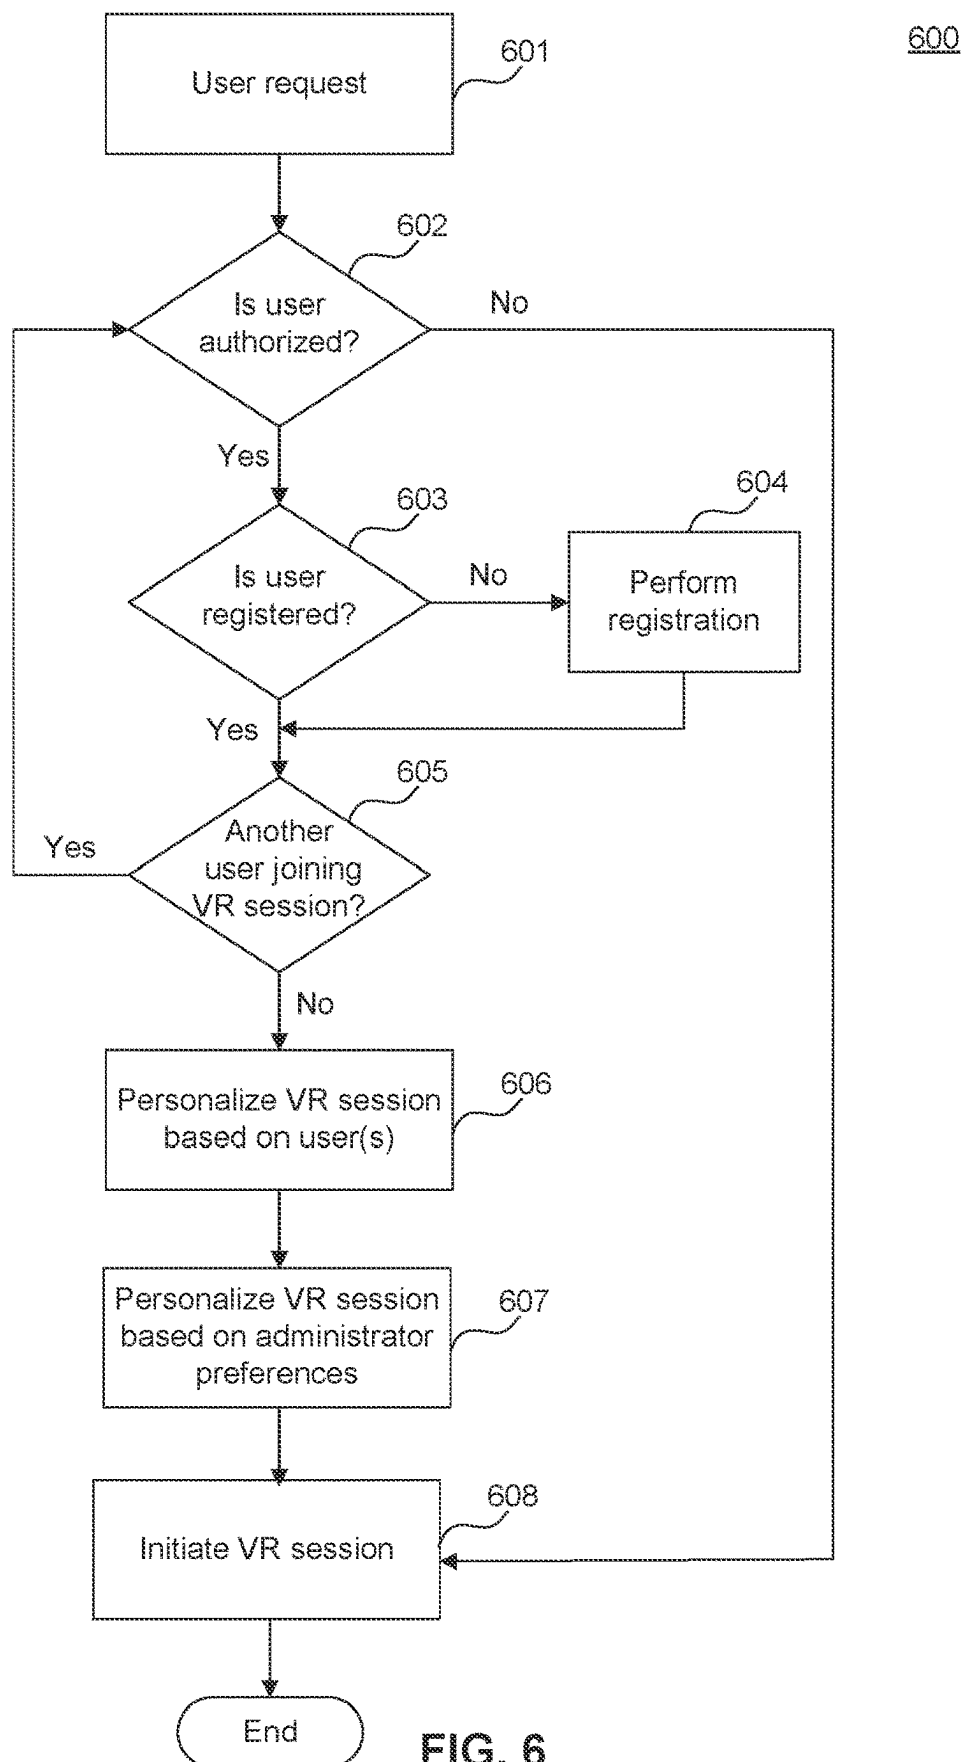 600
User request
601
602
Is user
authorized?
No
Yes
603
Is user
registered?
No
604
Perform
registration
Yes
605
Another
user joining
VR session?
Yes
No
Personalize VR session
based on user(s)
606
Personalize VR session
based on administrator
preferences
607
608
Initiate VR session
End
FIG. 6